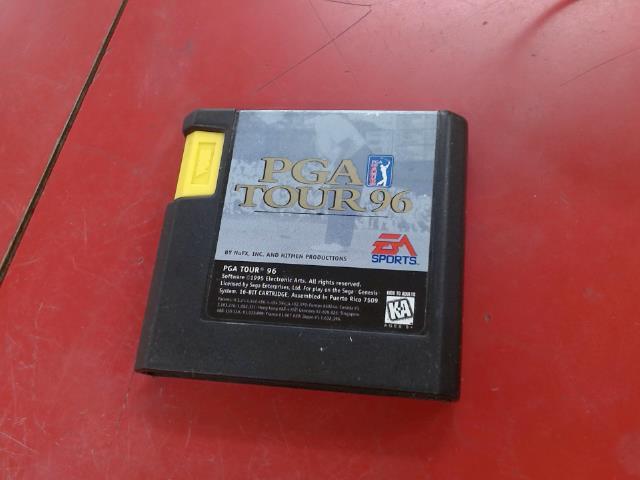 PGA
TOUR 96
EA
SPORTS
BY NuFX, INC. AND HITMEN PRODUCTIONS
PGA TOUR® 96
Software ©1995 Electronic Arts. All rights reserved.
Licensed by Sega Enterprises, Ltd. For play on the Sega Genesis
System. 16-BIT CARTRIDGE. Assembled in Puerto Rico 7509
KIDS TO ADULTS
K-A
AGES 6+